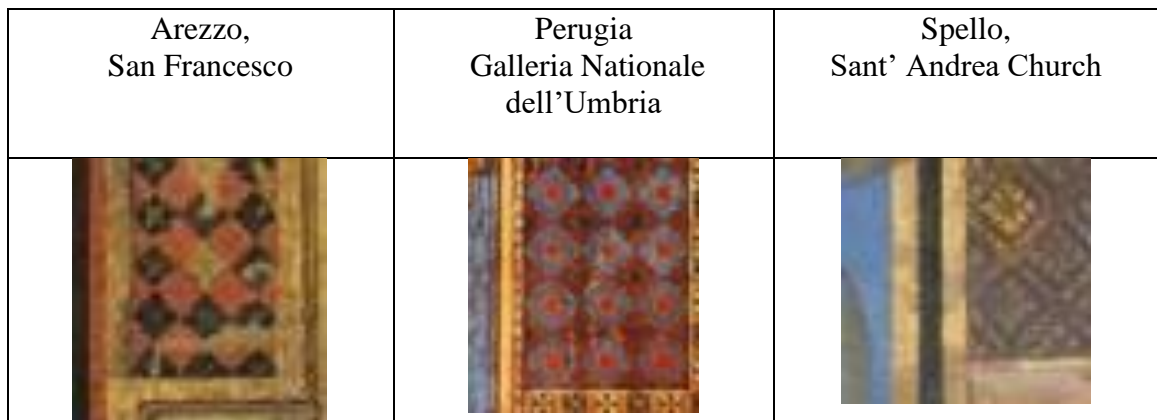 Arezzo,
San Francesco
Perugia
Galleria Nationale
dell’Umbria
Spello,
Sant’ Andrea Church